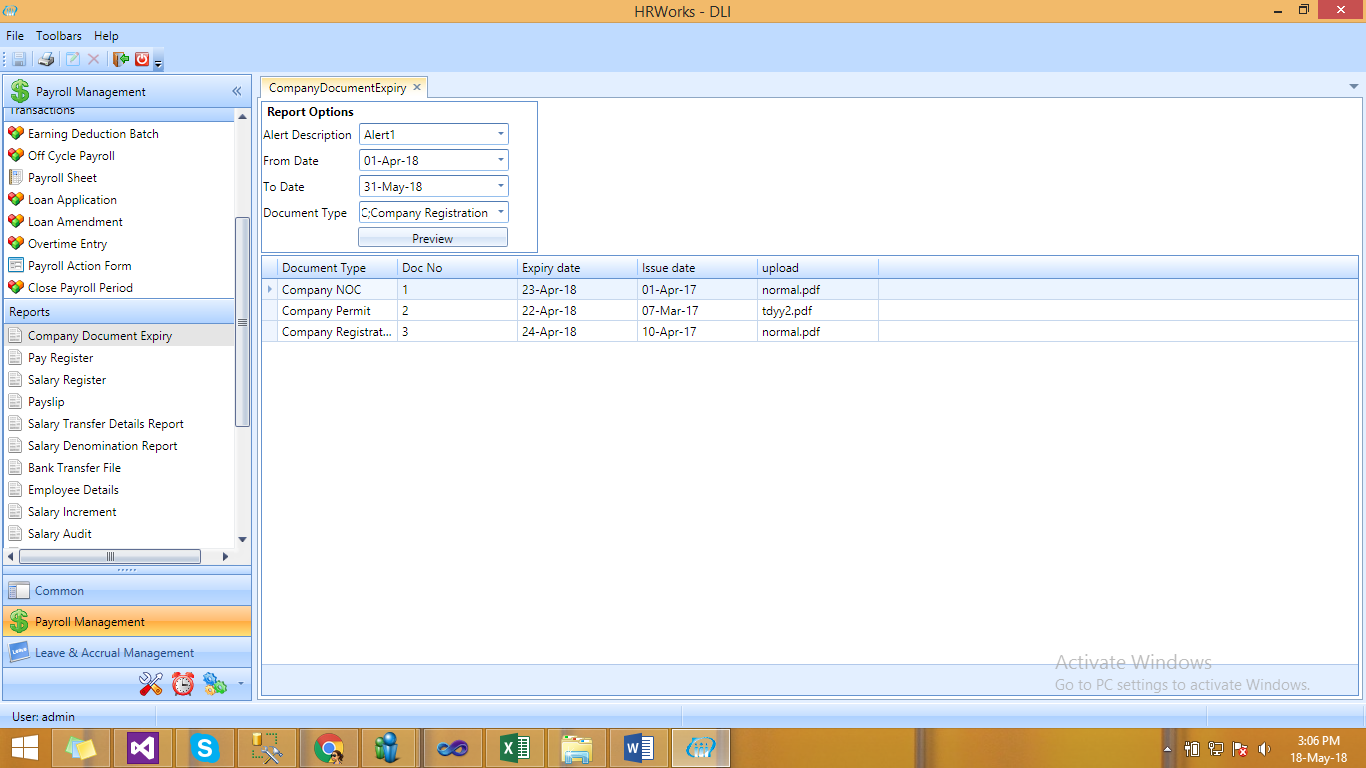 HRWorks - DLI
File Toolbars Help
Payroll Management
Transactions
Earning Deduction Batch
Off Cycle Payroll
Payroll Sheet
Loan Application
Loan Amendment
Overtime Entry
Payroll Action Form
Close Payroll Period
Reports
Company Document Expiry
Pay Register
Salary Register
Payslip
Salary Transfer Details Report
Salary Denomination Report
Bank Transfer File
Employee Details
Salary Increment
Salary Audit
Common
Payroll Management
Leave & Accrual Management
CompanyDocumentExpiry
Report Options
Alert Description Alert1
From Date 01-Apr-18
To Date 31-May-18
Document Type C;Company Registration
Preview
Document Type Doc No Expiry date Issue date upload
Company NOC 1 23-Apr-18 01-Apr-17 normal.pdf
Company Permit 2 22-Apr-18 07-Mar-17 tdyy2.pdf
Company Registrat... 3 24-Apr-18 10-Apr-17 normal.pdf
Activate Windows
Go to PC settings to activate Windows.
User: admin
3:06 PM
18-May-18